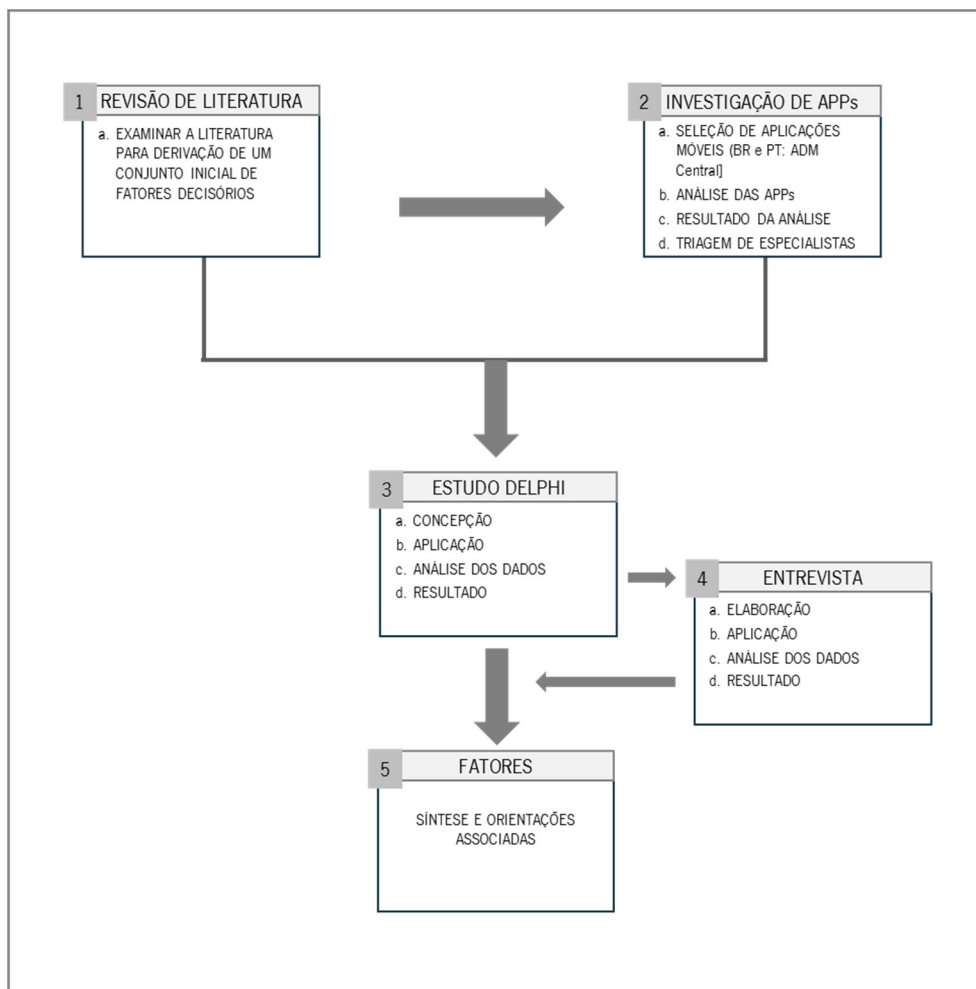 1 REVISÃO DE LITERATURA
a. EXAMINAR A LITERATURA
PARA DERIVAÇÃO DE UM
CONJUNTO INICIAL DE
FATORES DECISÓRIOS
2 INVESTIGAÇÃO DE APPs
a. SELEÇÃO DE APLICAÇÕES
MÓVEIS (BR e PT: ADM
Central]
b. ANÁLISE DAS APPs
c. RESULTADO DA ANÁLISE
d. TRIAGEM DE ESPECIALISTAS
3 ESTUDO DELPHI
a. CONCEPÇÃO
b. APLICAÇÃO
c. ANÁLISE DOS DADOS
d. RESULTADO
4 ENTREVISTA
a. ELABORAÇÃO
b. APLICAÇÃO
c. ANÁLISE DOS DADOS
d. RESULTADO
5 FATORES
SÍNTESE E ORIENTAÇÕES
ASSOCIADAS